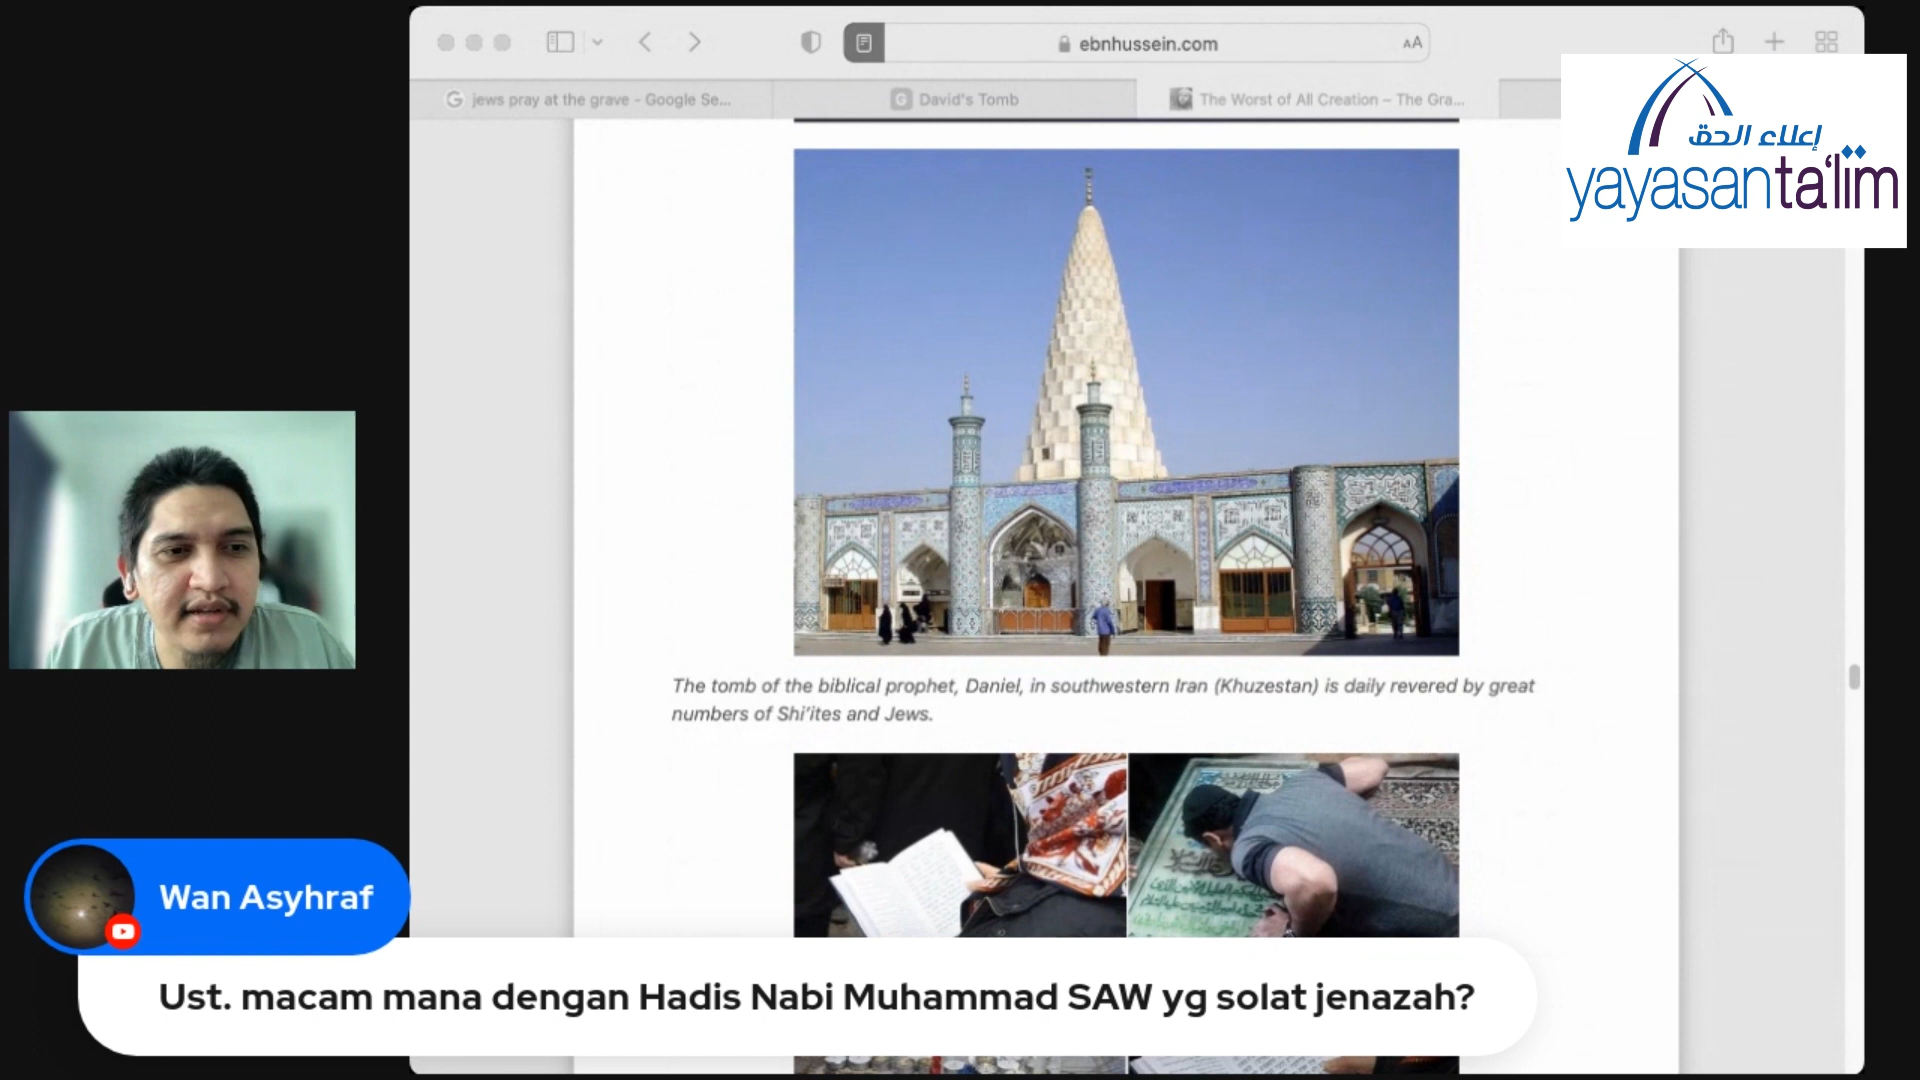 ebnhussein.com
AA
jews pray at the grave - Google Se...
G David's Tomb
The Worst of All Creation – The Gra...
إعلاء الحق
yayasanta'lim
The tomb of the biblical prophet, Daniel, in southwestern Iran (Khuzestan) is daily revered by great
numbers of Shi'ites and Jews.
Wan Asyhraf
Ust. macam mana dengan Hadis Nabi Muhammad SAW yg solat jenazah?